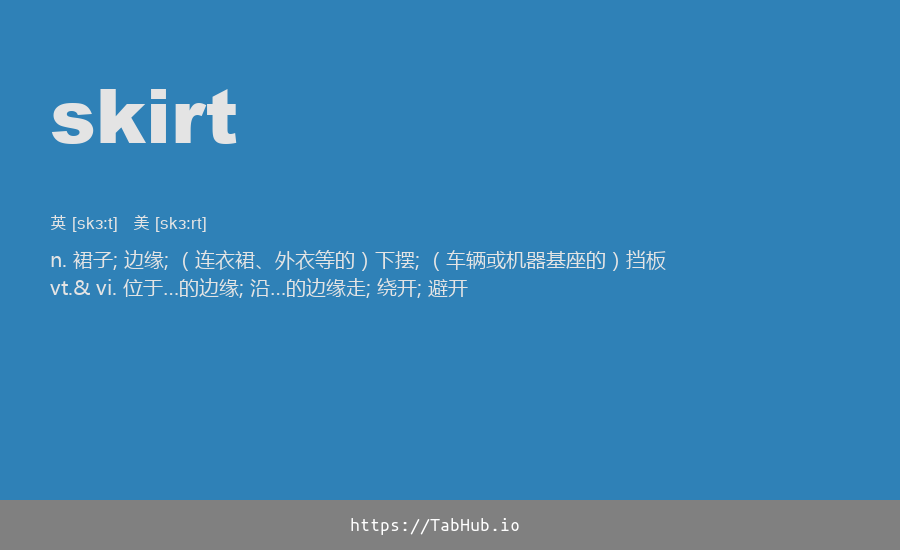 skirt
英 [skɜːt] 美 [skɜːrt]
n. 裙子; 边缘; （连衣裙、外衣等的）下摆; （车辆或机器基座的）挡板
vt.& vi. 位于…的边缘; 沿…的边缘走; 绕开; 避开
https://TabHub.io